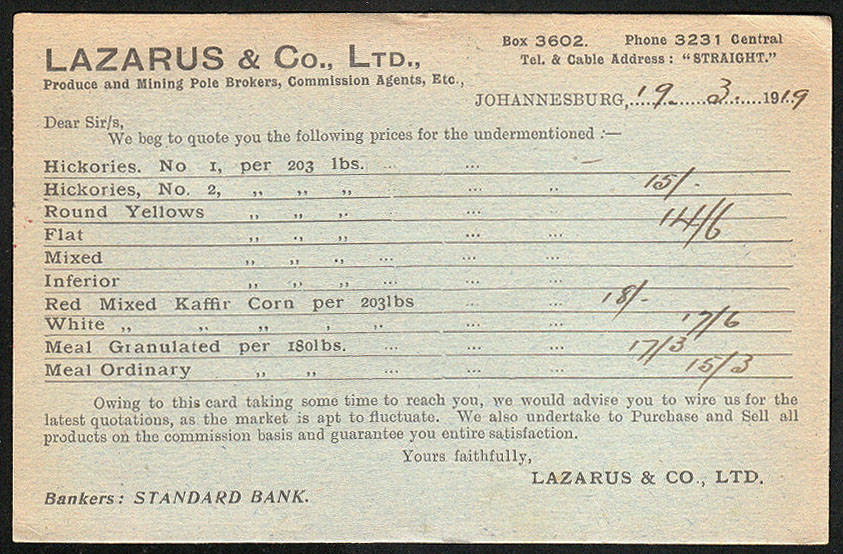 LAZARUS & Co., LTD.,
Box 3602. Phone 3231 Central
Tel. & Cable Address : "STRAIGHT."
Produce and Mining Pole Brokers, Commission Agents, Etc.,
JOHANNESBURG, 19. 3. 1919
Dear Sir/s,
We beg to quote you the following prices for the undermentioned :—
Hickories. No 1, per 203 lbs. ... ... —
Hickories, No. 2, ,, ,, ,, ... ,, 15/-
Round Yellows ,, ,, ,, ... ... 14/6
Flat ,, ,, ,, ... ...
Mixed ,, ,, ,, ... ... ...
Inferior ,, ,, ,, ... ... ...
Red Mixed Kaffir Corn per 203lbs ... ... 18/-
White ,, ,, ,, , ,, ... ... 17/6
Meal Granulated per 180lbs. ... ... ... 17/3
Meal Ordinary ,, ,, ... ... ... 15/3
Owing to this card taking some time to reach you, we would advise you to wire us for the
latest quotations, as the market is apt to fluctuate. We also undertake to Purchase and Sell all
products on the commission basis and guarantee you entire satisfaction.
Yours faithfully,
LAZARUS & CO., LTD.
Bankers : STANDARD BANK.